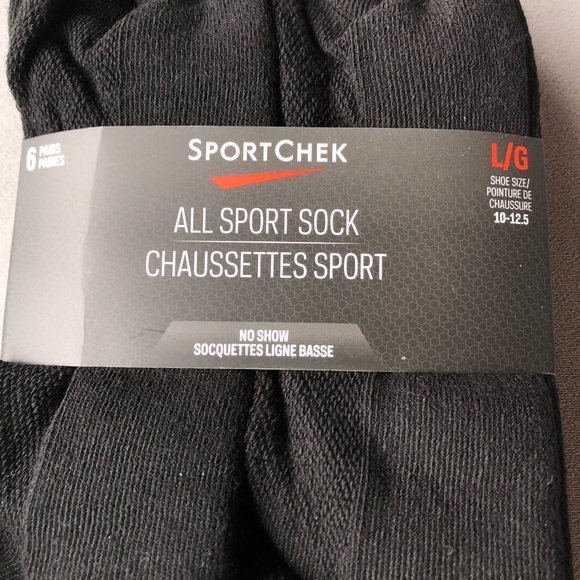 6 PAIRS
PAIRES
SPORTCHEK
ALL SPORT SOCK
CHAUSSETTES SPORT
NO SHOW
SOCQUETTES LIGNE BASSE
L/G
SHOE SIZE/
POINTURE DE
CHAUSSURE
10-12.5